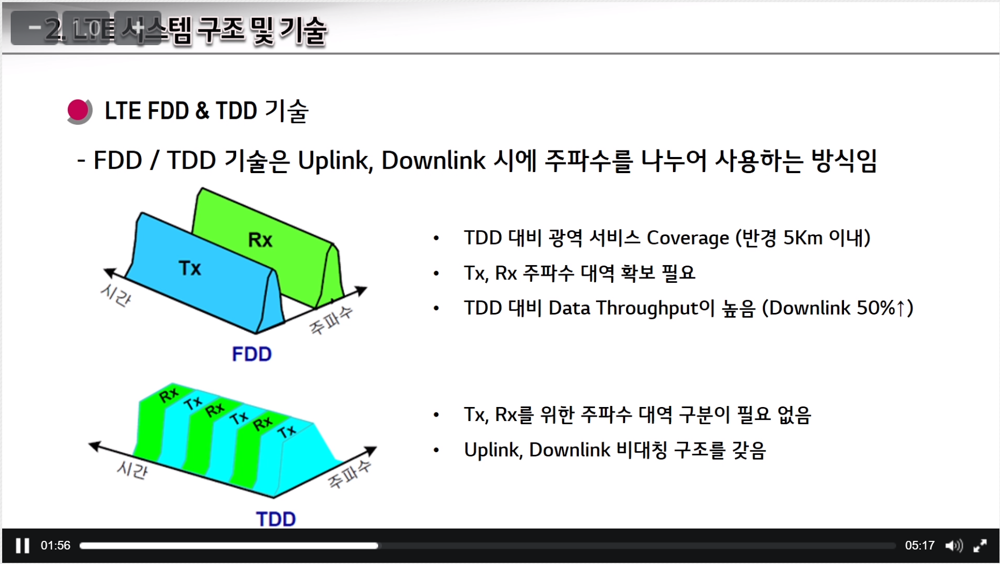 2. LTE 시스템 구조 및 기술
− 1.0 +
LTE FDD & TDD 기술
- FDD / TDD 기술은 Uplink, Downlink 시에 주파수를 나누어 사용하는 방식임
Rx
Tx
시간
주파수
FDD
• TDD 대비 광역 서비스 Coverage (반경 5Km 이내)
• Tx, Rx 주파수 대역 확보 필요
• TDD 대비 Data Throughput이 높음 (Downlink 50%↑)
Rx
Tx
Rx
Tx
Rx
Tx
시간
주파수
TDD
• Tx, Rx를 위한 주파수 대역 구분이 필요 없음
• Uplink, Downlink 비대칭 구조를 갖음
01:56
05:17